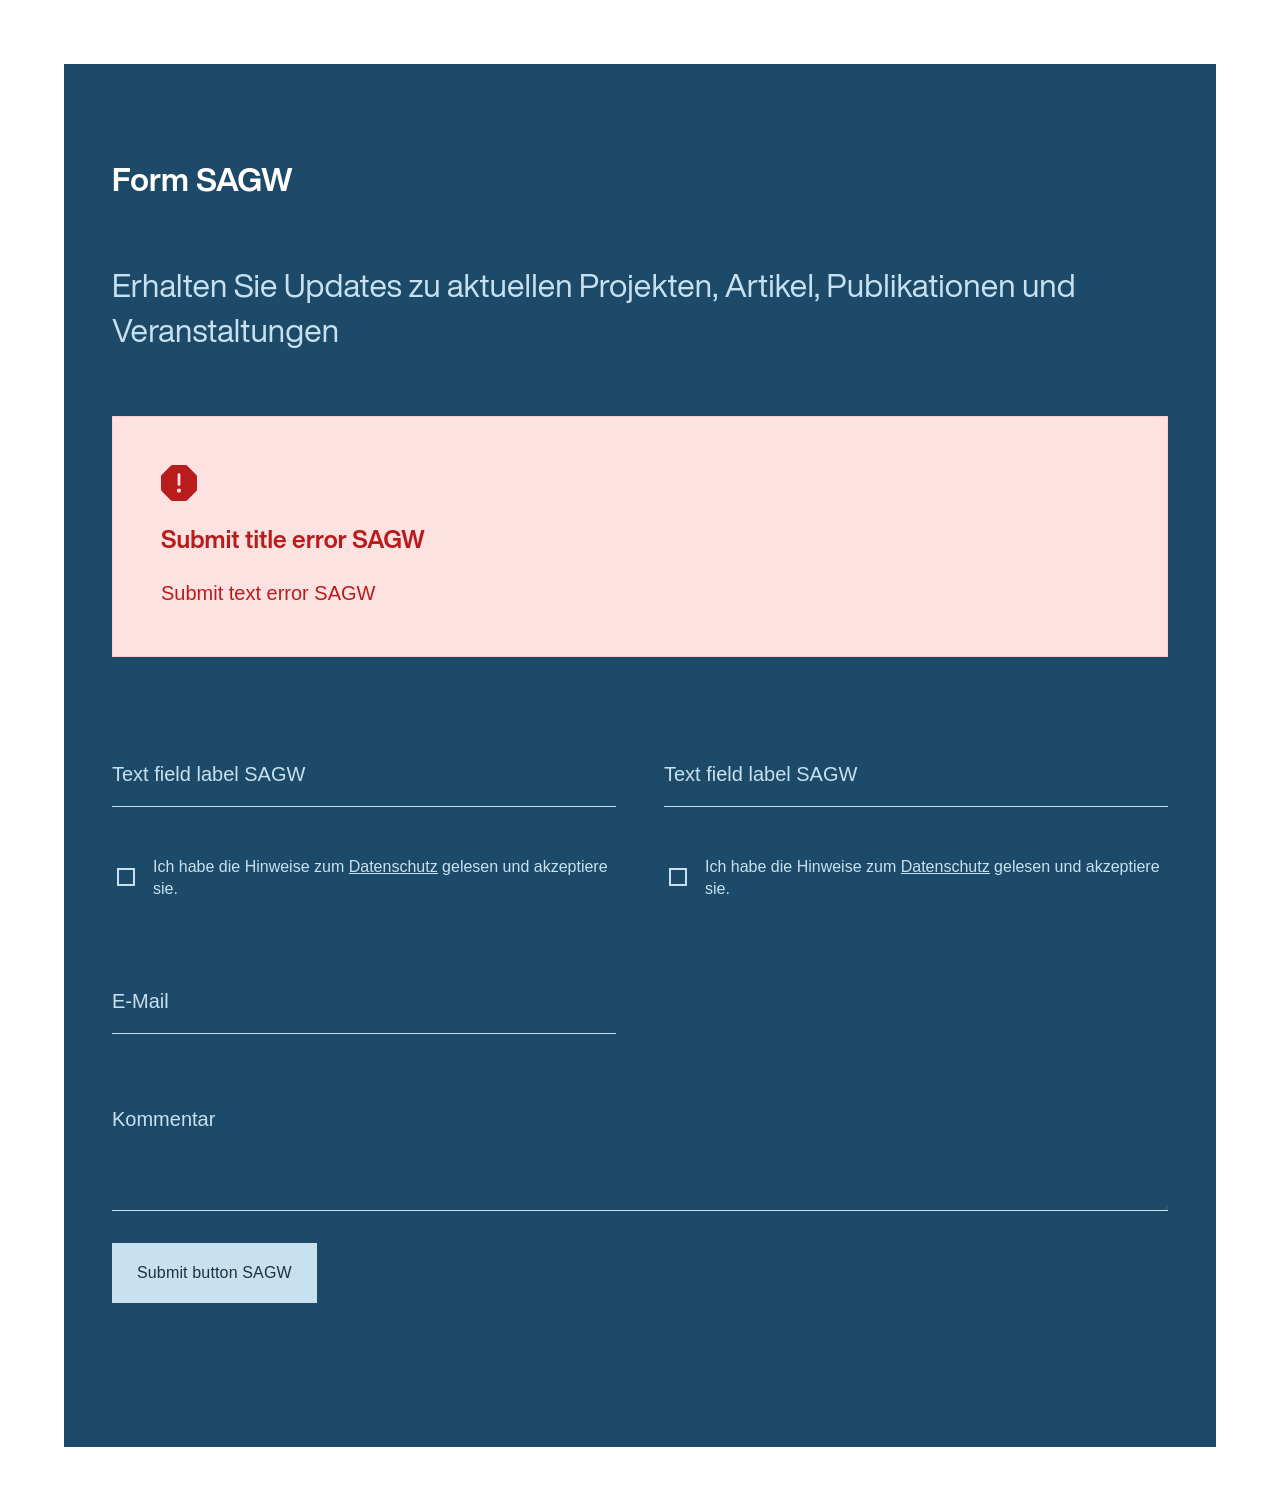 Form SAGW
Erhalten Sie Updates zu aktuellen Projekten, Artikel, Publikationen und
Veranstaltungen
Submit title error SAGW
Submit text error SAGW
Text field label SAGW
Text field label SAGW
Ich habe die Hinweise zum Datenschutz gelesen und akzeptiere
sie.
Ich habe die Hinweise zum Datenschutz gelesen und akzeptiere
sie.
E-Mail
Kommentar
Submit button SAGW